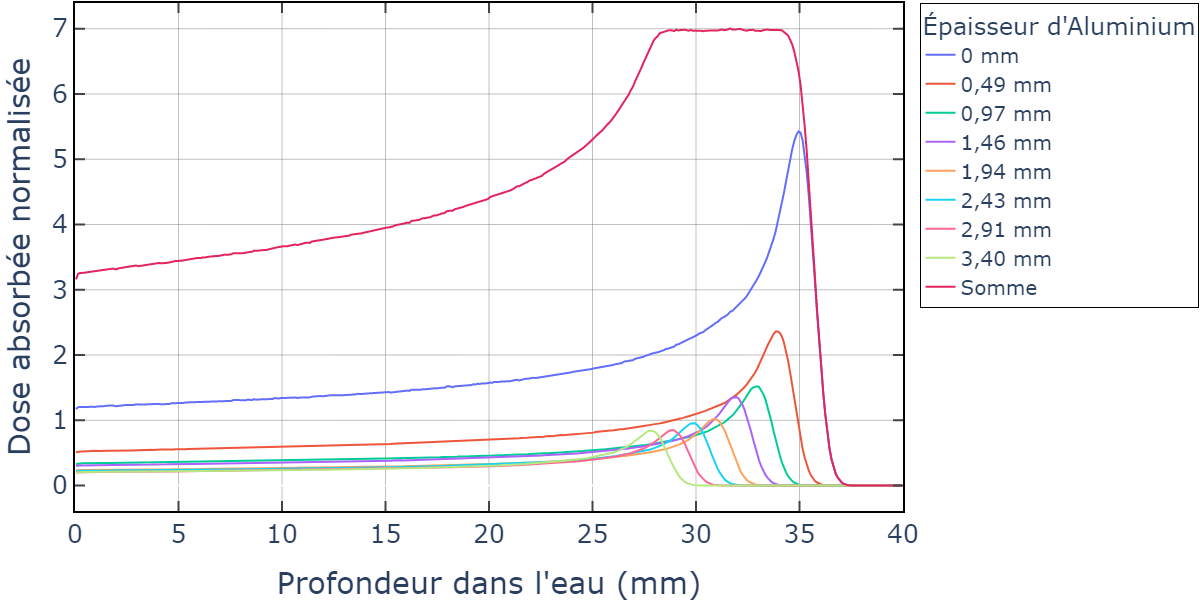 Dose absorbée normalisée
7
6
5
4
3
2
1
0
0 5 10 15 20 25 30 35 40
Profondeur dans l'eau (mm)
Épaisseur d'Aluminium
0 mm
0,49 mm
0,97 mm
1,46 mm
1,94 mm
2,43 mm
2,91 mm
3,40 mm
Somme